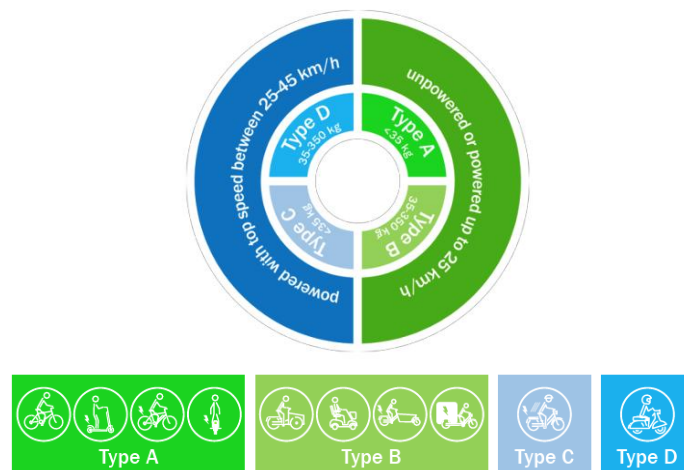 powered with top speed between 25-45 km/h
unpowered or powered up to 25 km/h
Type D
35-350 kg
Type A
<35 kg
Type C
<35 kg
Type B
35-350 kg
Type A
Type B
Type C
Type D